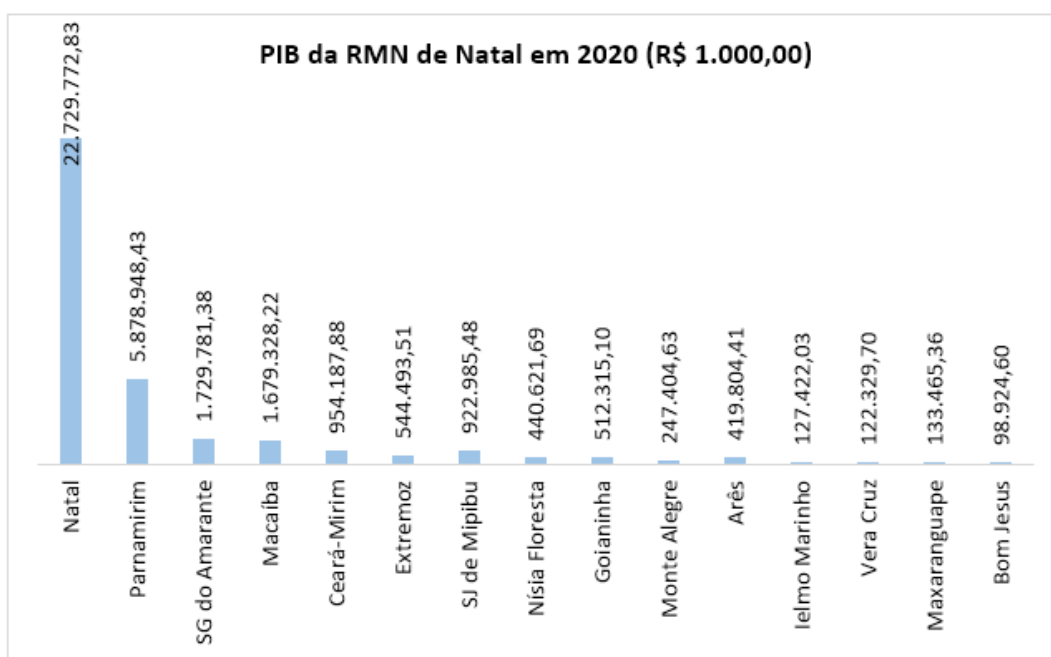 PIB da RMN de Natal em 2020 (R$ 1.000,00)
22.729.772,83
5.878.948,43
1.729.781,38
1.679.328,22
954.187,88
544.493,51
922.985,48
440.621,69
512.315,10
247.404,63
419.804,41
127.422,03
122.329,70
133.465,36
98.924,60
Natal
Parnamirim
SG do Amarante
Macaíba
Ceará-Mirim
Extremoz
SJ de Mipibu
Nísia Floresta
Goianinha
Monte Alegre
Arês
Ielmo Marinho
Vera Cruz
Maxaranguape
Bom Jesus